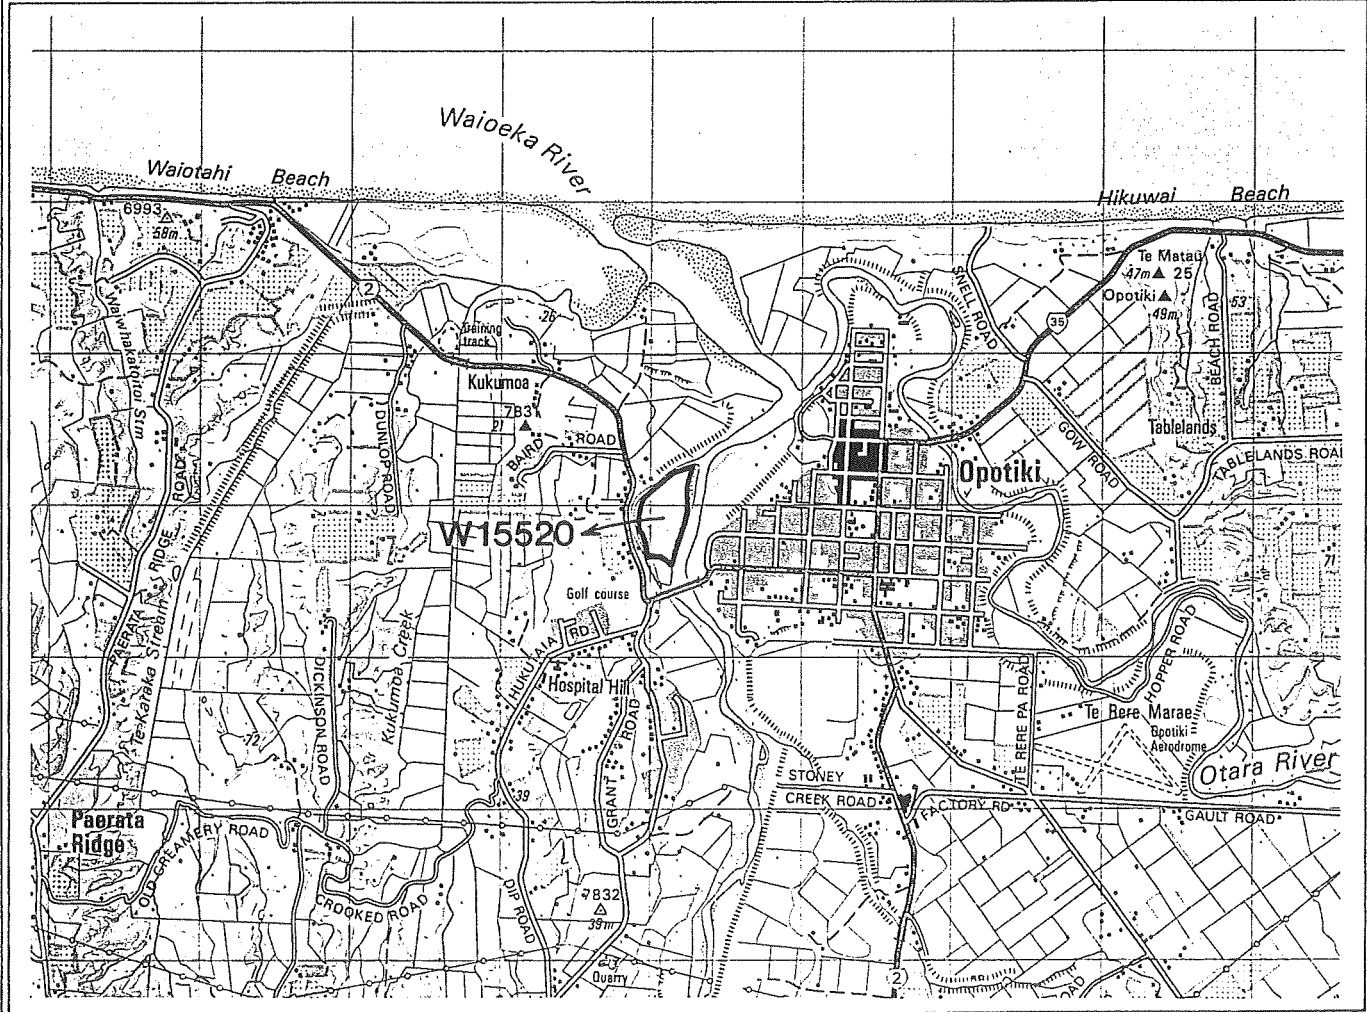 Waioeka River
Waiotahi Beach
Hikuwai Beach
6993
58m
2
Te Matau
47m 25
Opotiki
49m
53
BEACH ROAD
SNELL ROAD
35
Training
track
26
Kukumoa
7831
21
BAIRD ROAD
DUNLOP ROAD
GOW ROAD
Tablelands
TABLELANDS ROAD
Opotiki
PAERATA RIDGE ROAD
W15520
71
Golf course
HUKUTAIA RD
Kukumoa Creek
DICKINSON ROAD
Hospital Hill
GRANT ROAD
HOPPER ROAD
TE RERE PA ROAD
Te Rere Marae
Opotiki
Aerodrome
Otara River
72
39
STONEY
CREEK ROAD
FACTORY RD
GAULT ROAD
Paerata
Ridge
OLD CREAMERY ROAD
CROOKED ROAD
DIP ROAD
7832
39m
Quarry
2